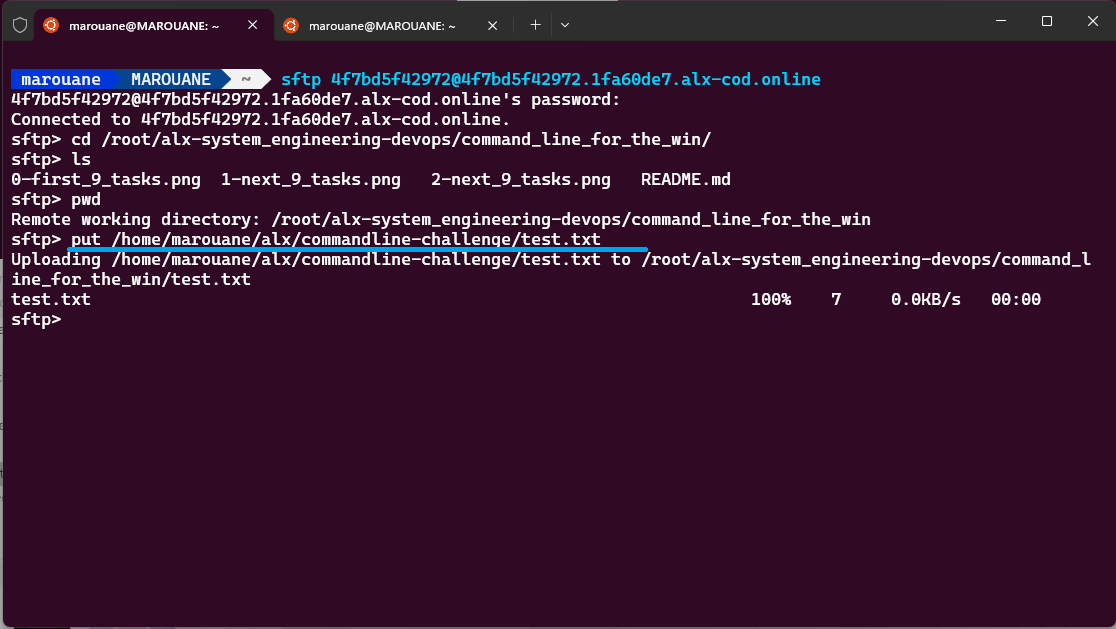 marouane@MAROUANE: ~ marouane@MAROUANE: ~
marouane MAROUANE ~ sftp 4f7bd5f42972@4f7bd5f42972.1fa60de7.alx-cod.online
4f7bd5f42972@4f7bd5f42972.1fa60de7.alx-cod.online's password:
Connected to 4f7bd5f42972.1fa60de7.alx-cod.online.
sftp> cd /root/alx-system_engineering-devops/command_line_for_the_win/
sftp> ls
0-first_9_tasks.png 1-next_9_tasks.png 2-next_9_tasks.png README.md
sftp> pwd
Remote working directory: /root/alx-system_engineering-devops/command_line_for_the_win
sftp> put /home/marouane/alx/commandline-challenge/test.txt
Uploading /home/marouane/alx/commandline-challenge/test.txt to /root/alx-system_engineering-devops/command_l
ine_for_the_win/test.txt
test.txt 100% 7 0.0KB/s 00:00
sftp>